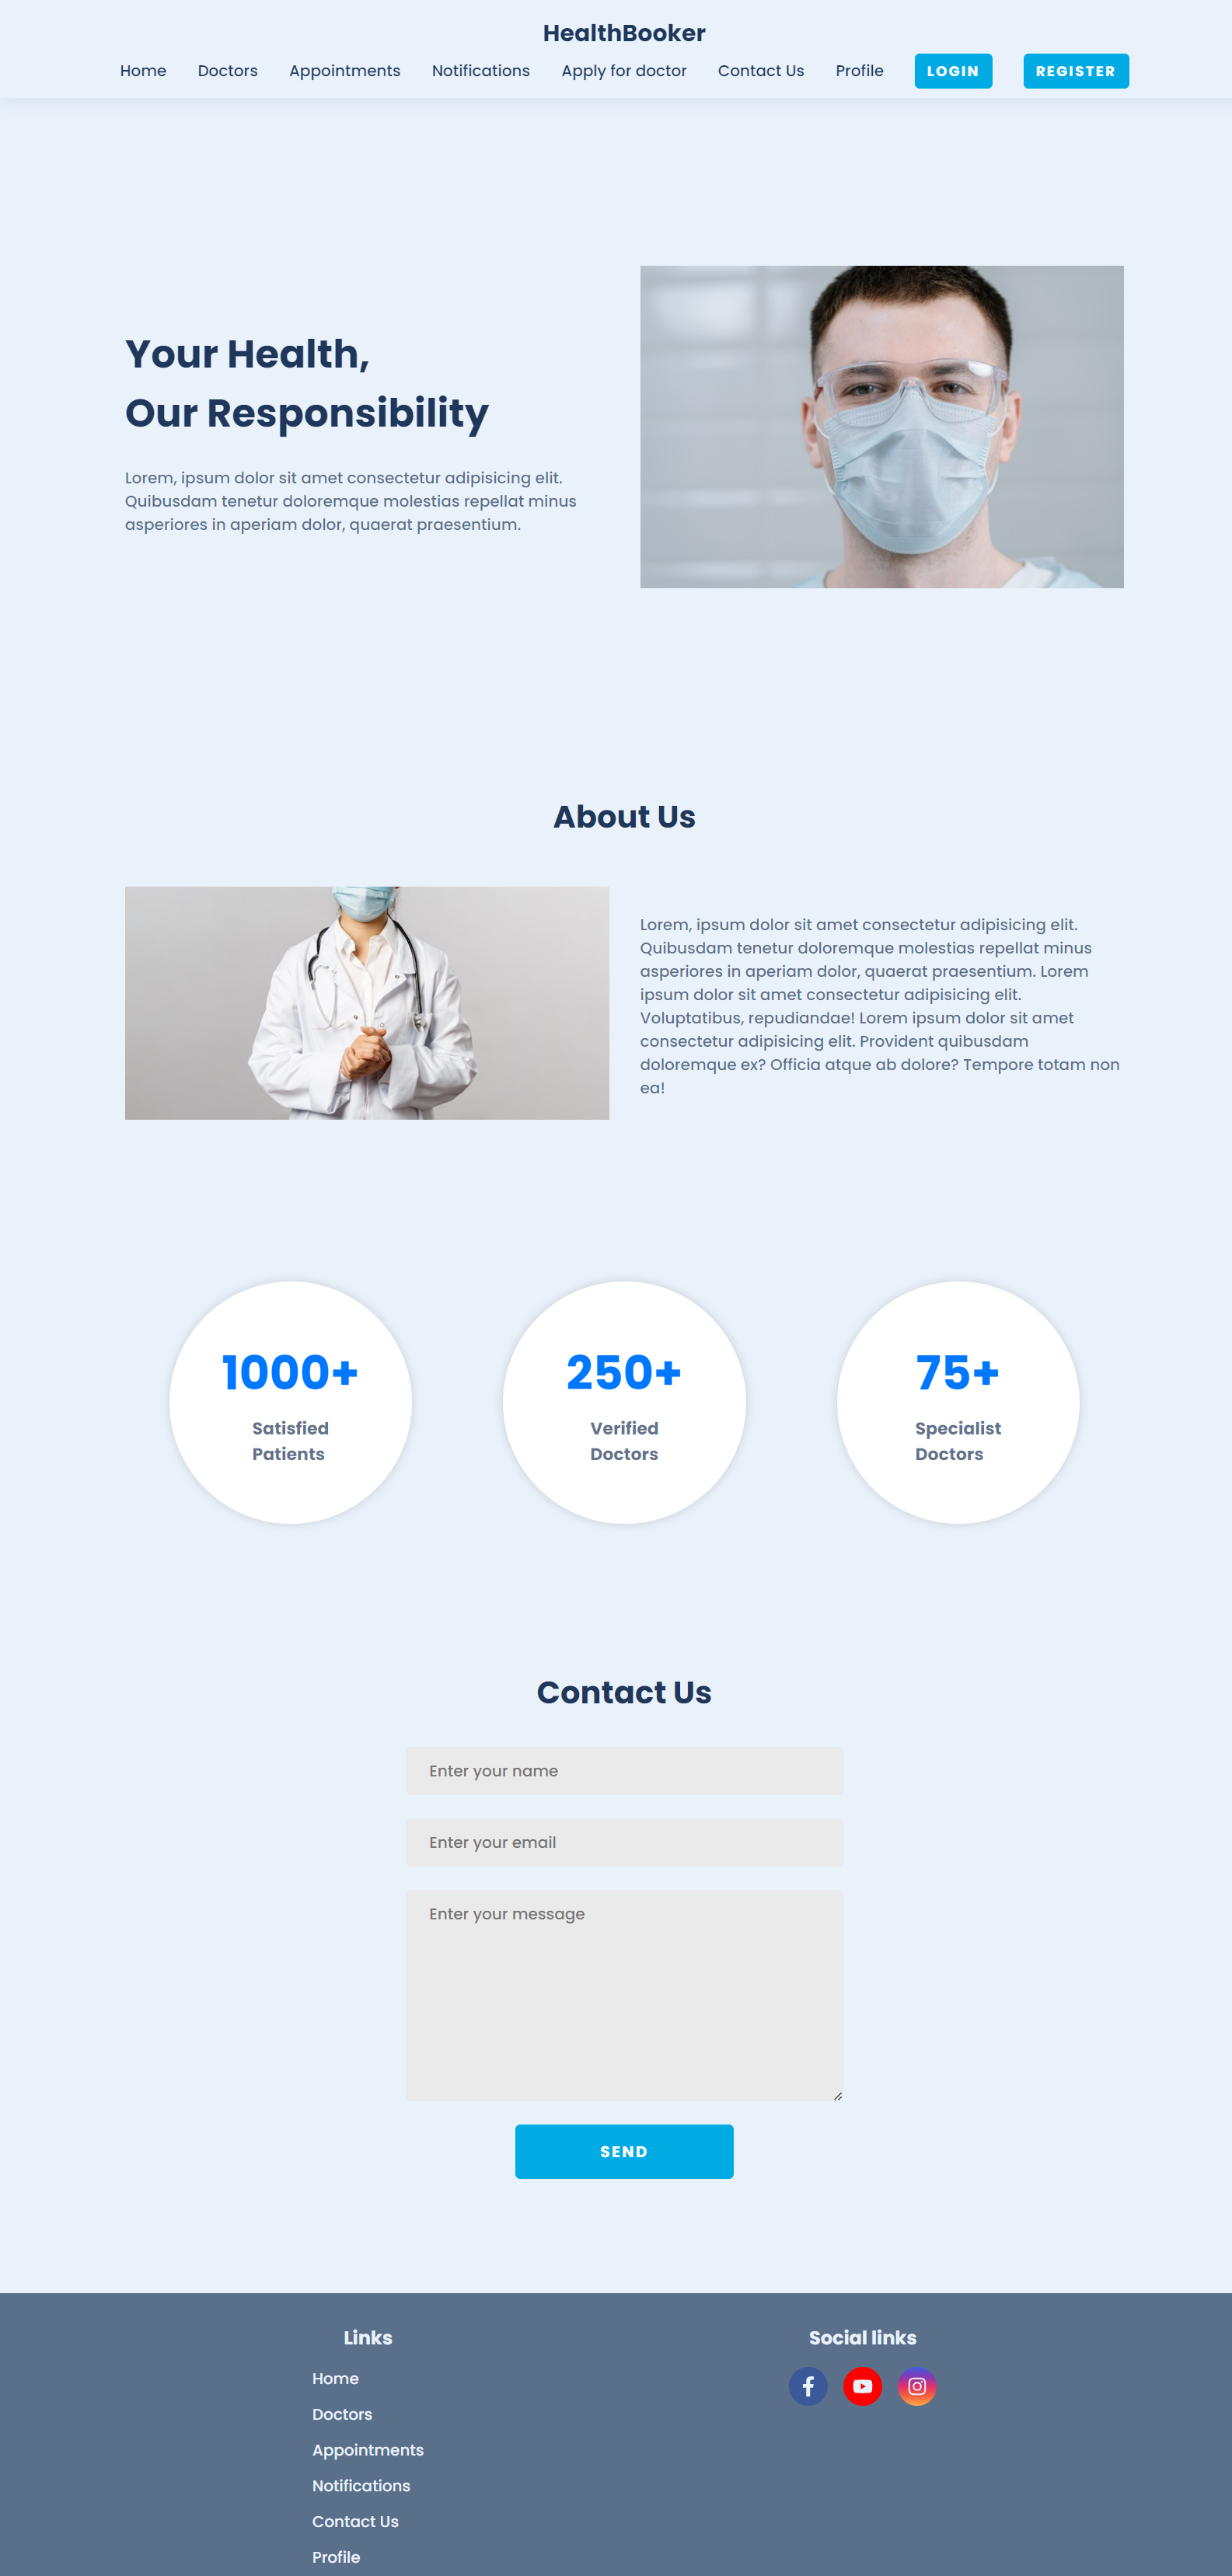 HealthBooker
Home Doctors Appointments Notifications Apply for doctor Contact Us Profile LOGIN REGISTER
Your Health,
Our Responsibility
Lorem, ipsum dolor sit amet consectetur adipisicing elit.
Quibusdam tenetur doloremque molestias repellat minus
asperiores in aperiam dolor, quaerat praesentium.
About Us
Lorem, ipsum dolor sit amet consectetur adipisicing elit.
Quibusdam tenetur doloremque molestias repellat minus
asperiores in aperiam dolor, quaerat praesentium. Lorem
ipsum dolor sit amet consectetur adipisicing elit.
Voluptatibus, repudiandae! Lorem ipsum dolor sit amet
consectetur adipisicing elit. Provident quibusdam
doloremque ex? Officia atque ab dolore? Tempore totam non
ea!
1000+
Satisfied
Patients
250+
Verified
Doctors
75+
Specialist
Doctors
Contact Us
Enter your name
Enter your email
Enter your message
SEND
Links
Home
Doctors
Appointments
Notifications
Contact Us
Profile
Social links